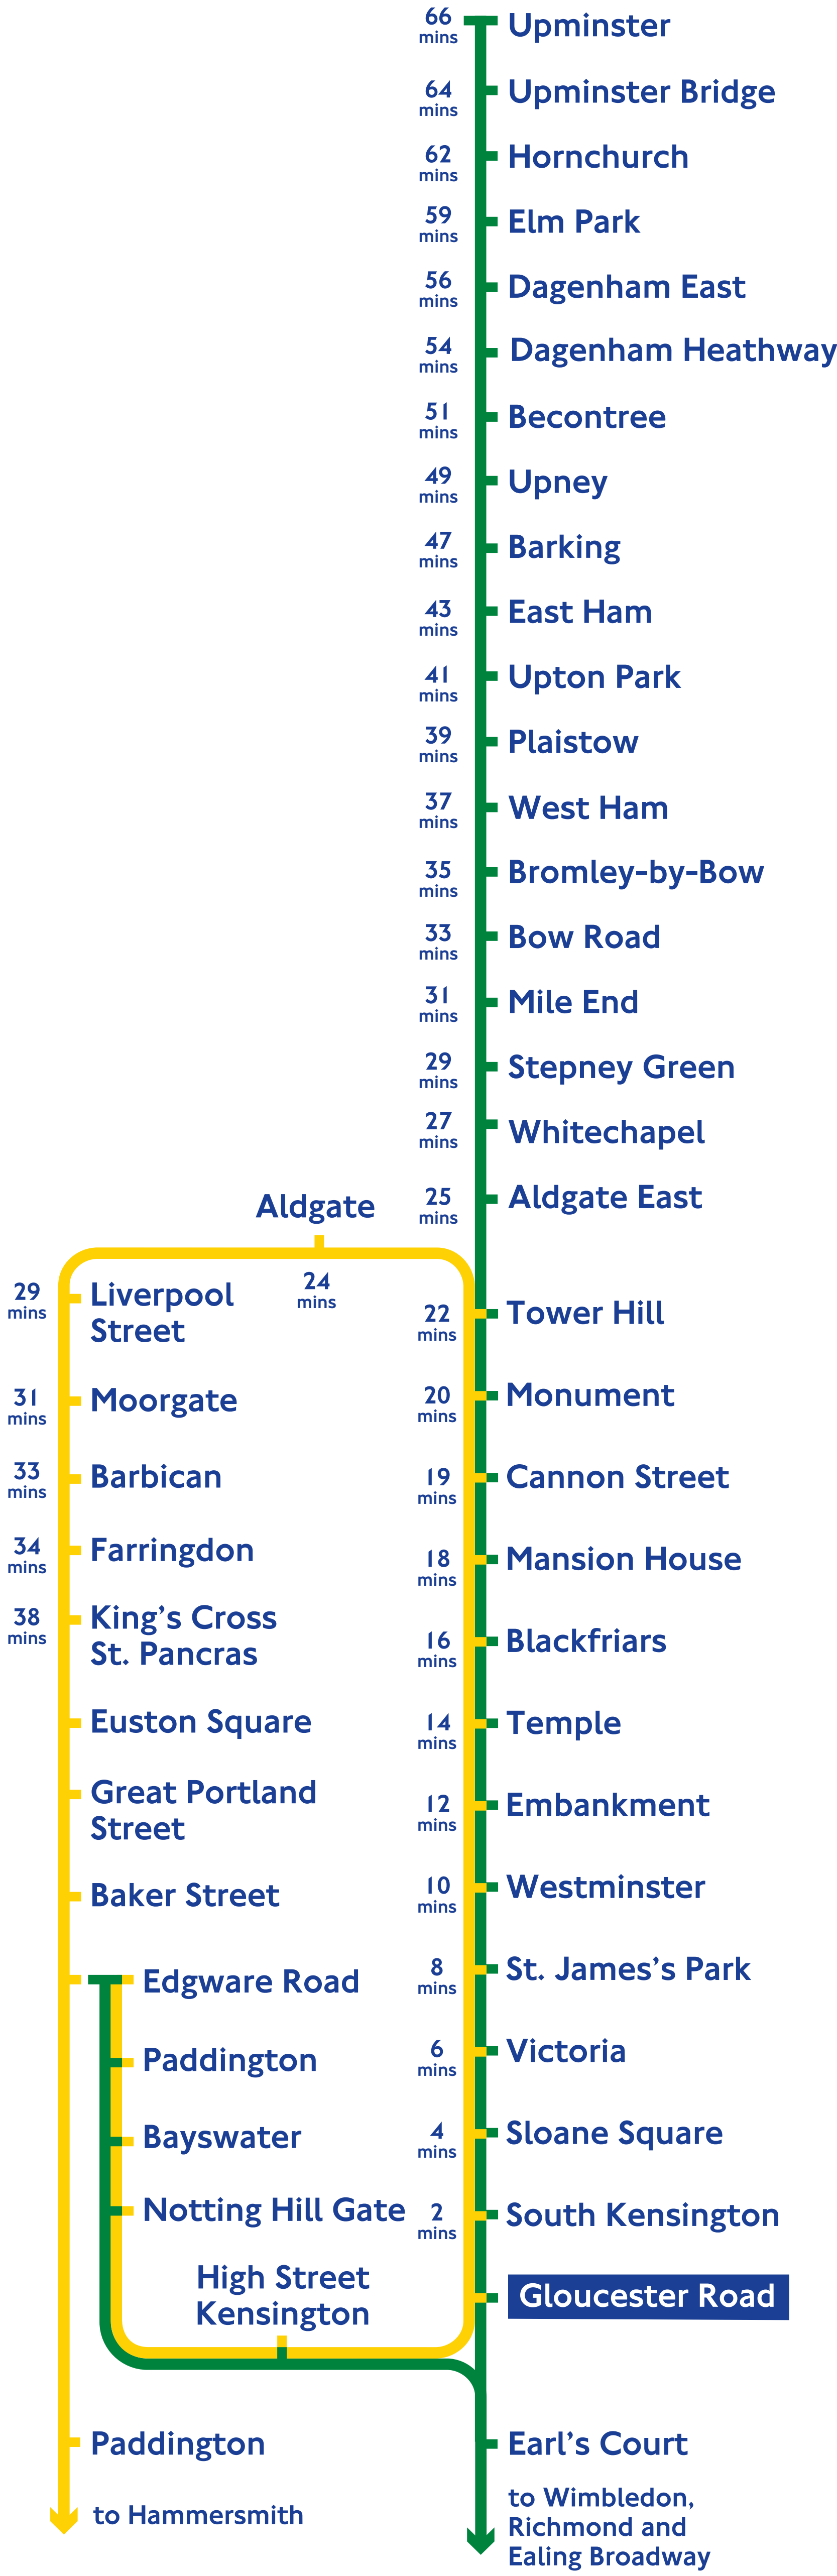 66
mins
Upminster
64
mins
Upminster Bridge
62
mins
Hornchurch
59
mins
Elm Park
56
mins
Dagenham East
54
mins
Dagenham Heathway
51
mins
Becontree
49
mins
Upney
47
mins
Barking
43
mins
East Ham
41
mins
Upton Park
39
mins
Plaistow
37
mins
West Ham
35
mins
Bromley-by-Bow
33
mins
Bow Road
31
mins
Mile End
29
mins
Stepney Green
27
mins
Whitechapel
25
mins
Aldgate East
Aldgate
24
mins
29
mins
Liverpool
Street
31
mins
Moorgate
33
mins
Barbican
34
mins
Farringdon
38
mins
King's Cross
St. Pancras
Euston Square
Great Portland
Street
Baker Street
Edgware Road
Paddington
Bayswater
Notting Hill Gate
High Street
Kensington
Paddington
to Hammersmith
22
mins
Tower Hill
20
mins
Monument
19
mins
Cannon Street
18
mins
Mansion House
16
mins
Blackfriars
14
mins
Temple
12
mins
Embankment
10
mins
Westminster
8
mins
St. James's Park
6
mins
Victoria
4
mins
Sloane Square
2
mins
South Kensington
Gloucester Road
Earl's Court
to Wimbledon,
Richmond and
Ealing Broadway